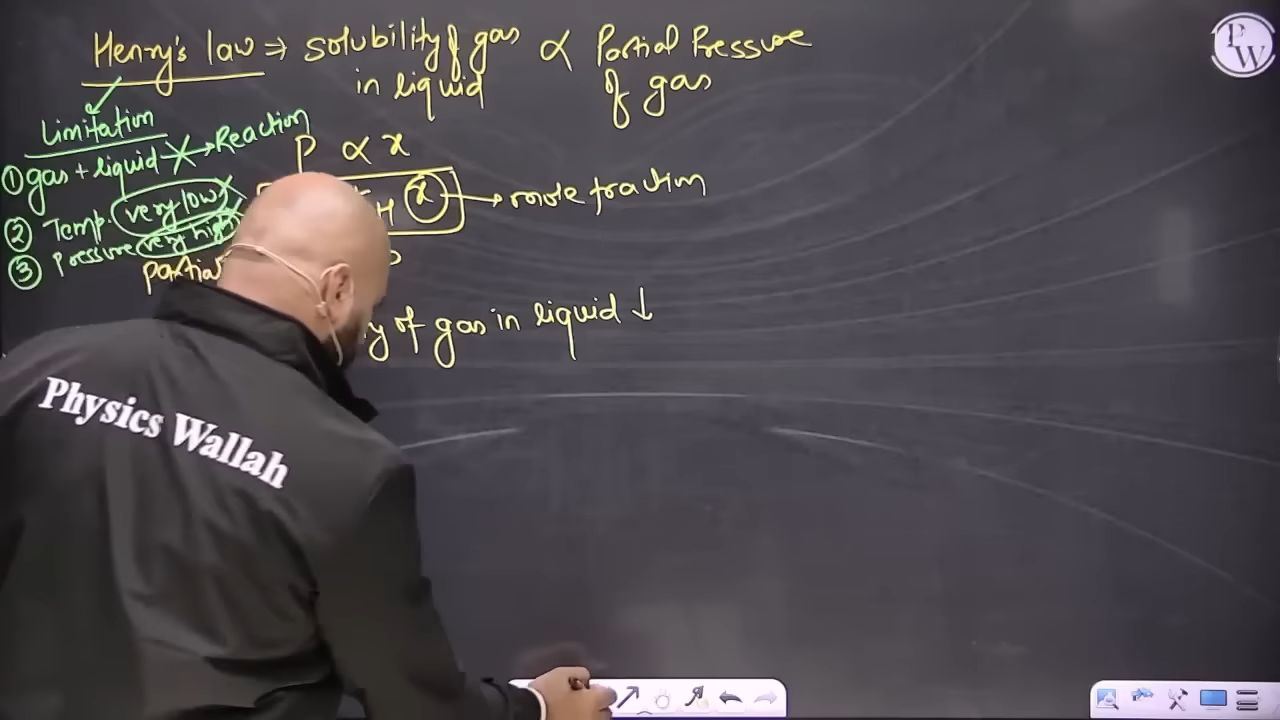 Henry's law ⇒ solubility of gas ∝ Partial Pressure
in liquid of gas
Limitation
① gas + liquid → Reaction
P ∝ x
② Temp. very low
H x → mole fraction
③ Pressure very high
Partial
of gas in liquid ↓
Physics Wallah
PW